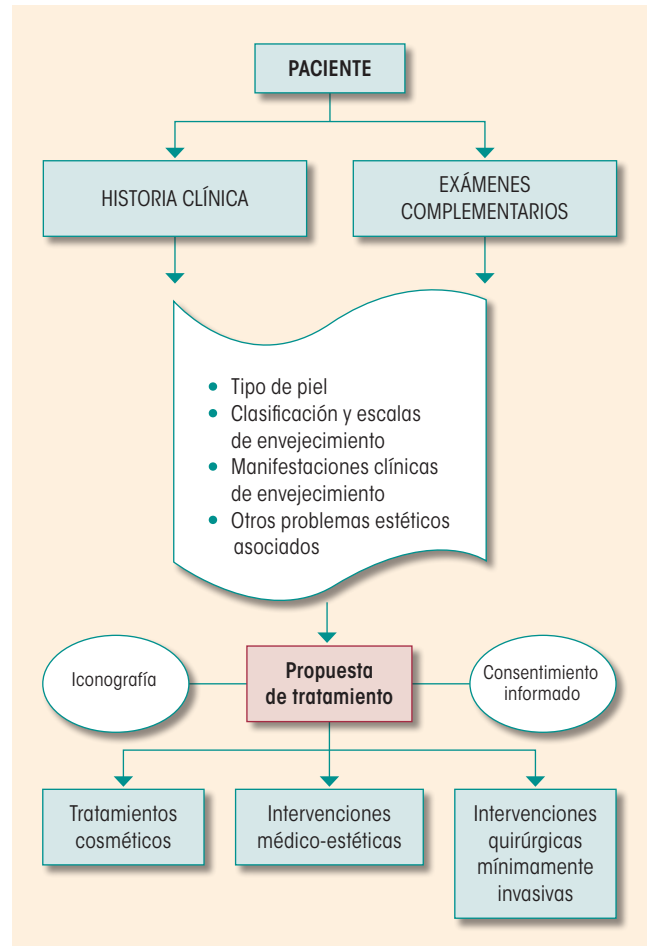 PACIENTE
HISTORIA CLÍNICA
EXÁMENES
COMPLEMENTARIOS
• Tipo de piel
• Clasificación y escalas
de envejecimiento
• Manifestaciones clínicas
de envejecimiento
• Otros problemas estéticos
asociados
Iconografía
Propuesta
de tratamiento
Consentimiento
informado
Tratamientos
cosméticos
Intervenciones
médico-estéticas
Intervenciones
quirúrgicas
mínimamente
invasivas